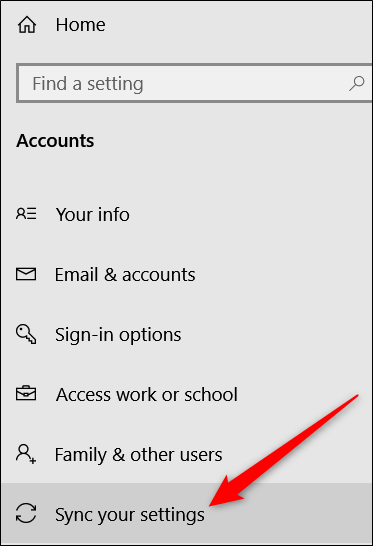 Home
Find a setting
Accounts
Your info
Email & accounts
Sign-in options
Access work or school
Family & other users
Sync your settings